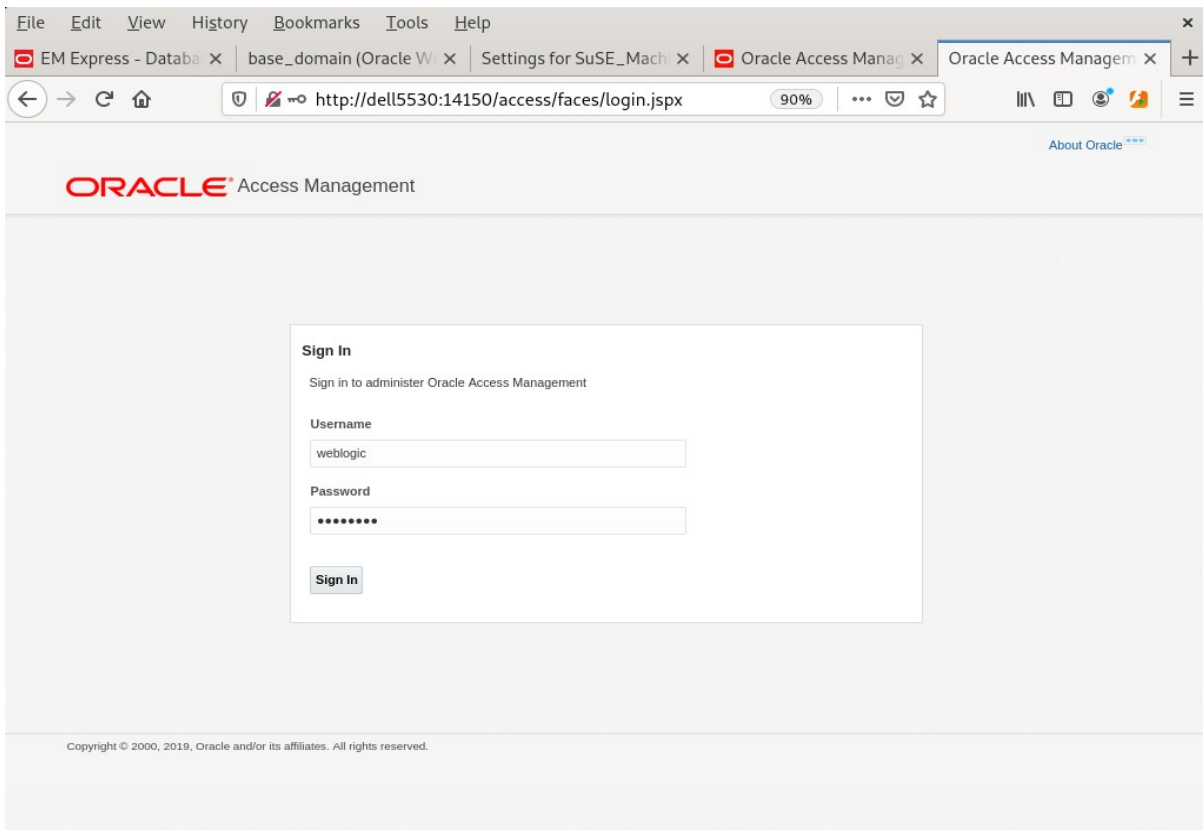 File Edit View History Bookmarks Tools Help
EM Express - Databa base_domain (Oracle We Settings for SuSE_Machi Oracle Access Manag Oracle Access Managem
http://dell5530:14150/access/faces/login.jspx 90%
About Oracle
ORACLE® Access Management
Sign In
Sign in to administer Oracle Access Management
Username
weblogic
Password
••••••••
Sign In
Copyright © 2000, 2019, Oracle and/or its affiliates. All rights reserved.